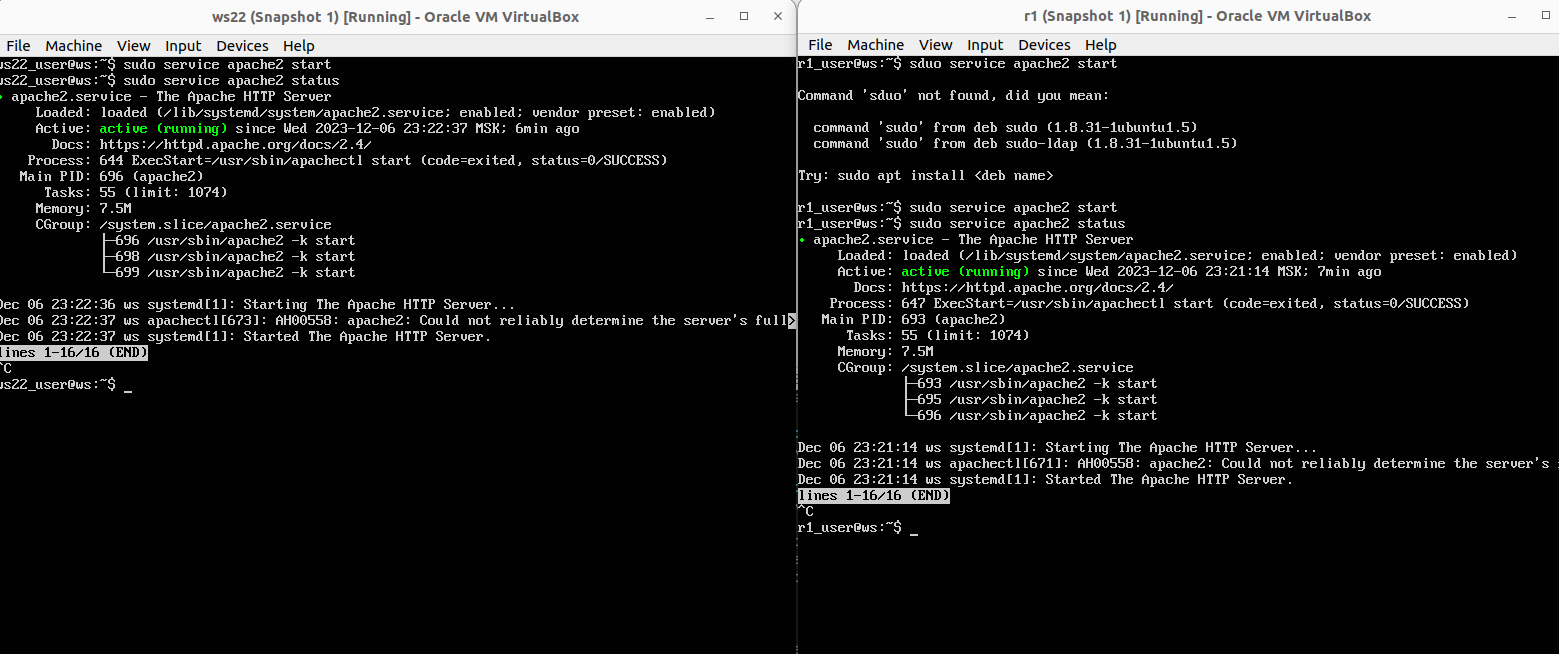 ws22 (Snapshot 1) [Running] - Oracle VM VirtualBox
File Machine View Input Devices Help
ws22_user@ws:~$ sudo service apache2 start
ws22_user@ws:~$ sudo service apache2 status
● apache2.service - The Apache HTTP Server
Loaded: loaded (/lib/systemd/system/apache2.service; enabled; vendor preset: enabled)
Active: active (running) since Wed 2023-12-06 23:22:37 MSK; 6min ago
Docs: https://httpd.apache.org/docs/2.4/
Process: 644 ExecStart=/usr/sbin/apachectl start (code=exited, status=0/SUCCESS)
Main PID: 696 (apache2)
Tasks: 55 (limit: 1074)
Memory: 7.5M
CGroup: /system.slice/apache2.service
├─696 /usr/sbin/apache2 -k start
├─698 /usr/sbin/apache2 -k start
└─699 /usr/sbin/apache2 -k start
Dec 06 23:22:36 ws systemd[1]: Starting The Apache HTTP Server...
Dec 06 23:22:37 ws apachectl[673]: AH00558: apache2: Could not reliably determine the server's full>
Dec 06 23:22:37 ws systemd[1]: Started The Apache HTTP Server.
lines 1-16/16 (END)
^C
ws22_user@ws:~$ _
r1 (Snapshot 1) [Running] - Oracle VM VirtualBox
File Machine View Input Devices Help
r1_user@ws:~$ sduo service apache2 start
Command 'sduo' not found, did you mean:
command 'sudo' from deb sudo (1.8.31-1ubuntu1.5)
command 'sudo' from deb sudo-ldap (1.8.31-1ubuntu1.5)
Try: sudo apt install <deb name>
r1_user@ws:~$ sudo service apache2 start
r1_user@ws:~$ sudo service apache2 status
● apache2.service - The Apache HTTP Server
Loaded: loaded (/lib/systemd/system/apache2.service; enabled; vendor preset: enabled)
Active: active (running) since Wed 2023-12-06 23:21:14 MSK; 7min ago
Docs: https://httpd.apache.org/docs/2.4/
Process: 647 ExecStart=/usr/sbin/apachectl start (code=exited, status=0/SUCCESS)
Main PID: 693 (apache2)
Tasks: 55 (limit: 1074)
Memory: 7.5M
CGroup: /system.slice/apache2.service
├─693 /usr/sbin/apache2 -k start
├─695 /usr/sbin/apache2 -k start
└─696 /usr/sbin/apache2 -k start
Dec 06 23:21:14 ws systemd[1]: Starting The Apache HTTP Server...
Dec 06 23:21:14 ws apachectl[671]: AH00558: apache2: Could not reliably determine the server's
Dec 06 23:21:14 ws systemd[1]: Started The Apache HTTP Server.
lines 1-16/16 (END)
^C
r1_user@ws:~$ _